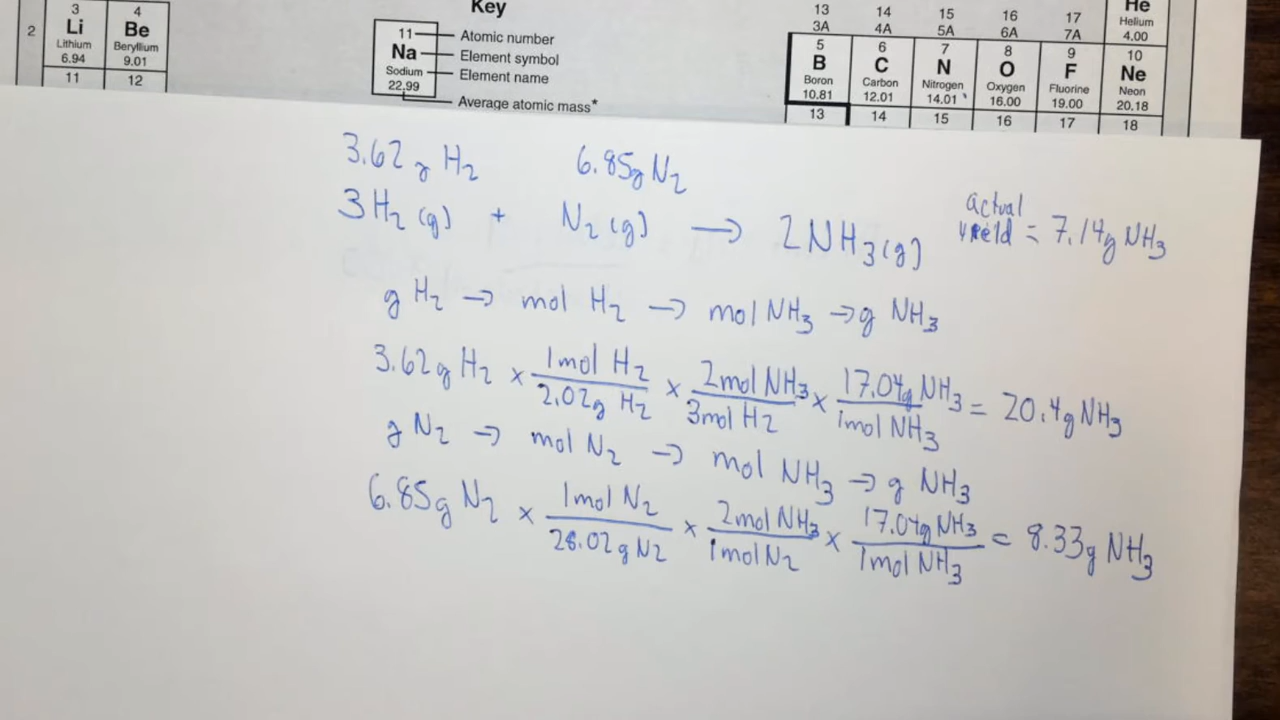 Key
3 4
Li Be
2
Lithium Beryllium
6.94 9.01
11 12
11 Atomic number
Na Element symbol
Sodium Element name
22.99
Average atomic mass*
13 14 15 16 17 He
3A 4A 5A 6A 7A Helium
4.00
5 6 7 8 9 10
B C N O F Ne
Boron Carbon Nitrogen Oxygen Fluorine Neon
10.81 12.01 14.01 16.00 19.00 20.18
13 14 15 16 17 18
3.62 g H2 6.85g N2
3H2(g) + N2(g) → 2NH3(g)
actual
yield = 7.14g NH3
g H2 → mol H2 → mol NH3 → g NH3
3.62g H2 × 1mol H2/2.02g H2 × 2mol NH3/3mol H2 × 17.04g NH3/1mol NH3 = 20.4g NH3
g N2 → mol N2 → mol NH3 → g NH3
6.85g N2 × 1mol N2/28.02g N2 × 2mol NH3/1mol N2 × 17.04g NH3/1mol NH3 = 8.33g NH3